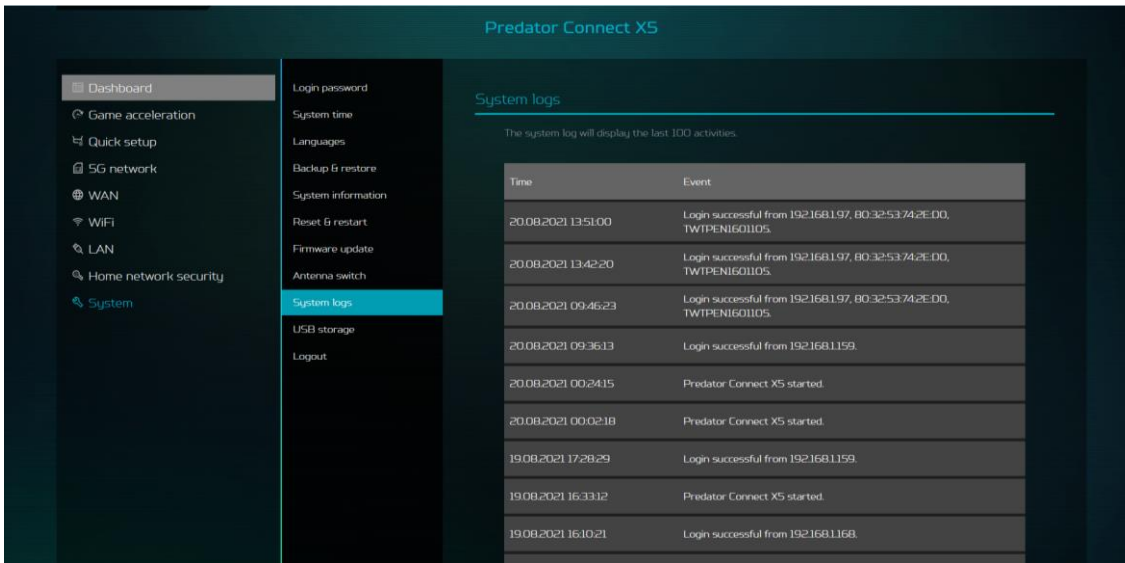 Predator Connect X5
Dashboard
Game acceleration
Quick setup
5G network
WAN
WiFi
LAN
Home network security
System
Login password
System time
Languages
Backup & restore
System information
Reset & restart
Firmware update
Antenna switch
System logs
USB storage
Logout
System logs
The system log will display the last 100 activities.
Time Event
20.08.2021 13:51:00 Login successful from 192.168.1.97, 80:32:53:74:2E:D0,
TWTPEN1601105.
20.08.2021 13:42:20 Login successful from 192.168.1.97, 80:32:53:74:2E:D0,
TWTPEN1601105.
20.08.2021 09:46:23 Login successful from 192.168.1.97, 80:32:53:74:2E:D0,
TWTPEN1601105.
20.08.2021 09:36:13 Login successful from 192.168.1.159.
20.08.2021 00:24:15 Predator Connect X5 started.
20.08.2021 00:02:18 Predator Connect X5 started.
19.08.2021 17:28:29 Login successful from 192.168.1.159.
19.08.2021 16:33:12 Predator Connect X5 started.
19.08.2021 16:10:21 Login successful from 192.168.1.168.